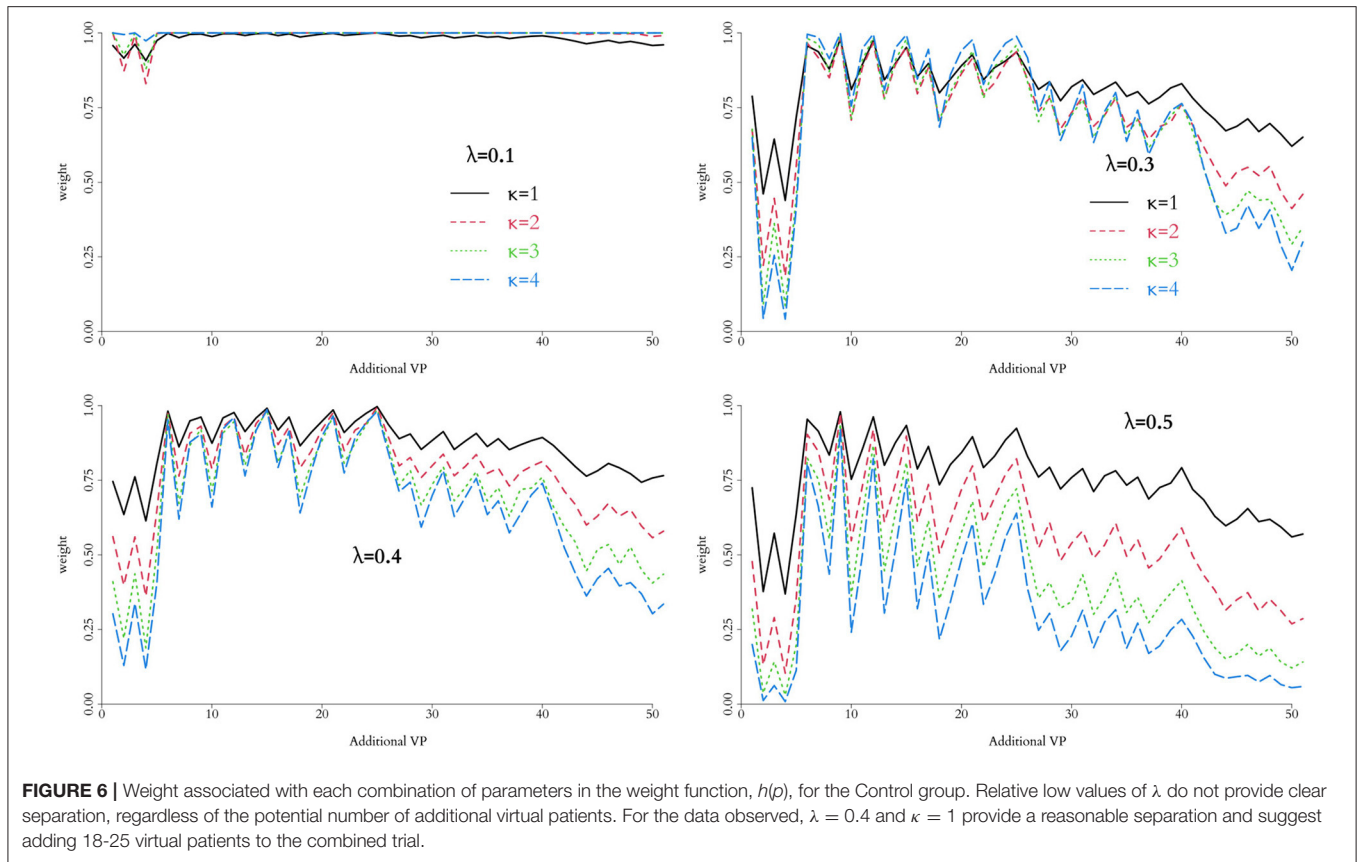 1.00
0.75
0.50
0.25
0.00
weight
λ=0.1
κ=1
κ=2
κ=3
κ=4
0 10 20 30 40 50
Additional VP
1.00
0.75
0.50
0.25
0.00
weight
λ=0.3
κ=1
κ=2
κ=3
κ=4
0 10 20 30 40 50
Additional VP
1.00
0.75
0.50
0.25
0.00
weight
λ=0.4
0 10 20 30 40 50
Additional VP
1.00
0.75
0.50
0.25
0.00
weight
λ=0.5
0 10 20 30 40 50
Additional VP
FIGURE 6 | Weight associated with each combination of parameters in the weight function, h(p), for the Control group. Relative low values of λ do not provide clear
separation, regardless of the potential number of additional virtual patients. For the data observed, λ = 0.4 and κ = 1 provide a reasonable separation and suggest
adding 18-25 virtual patients to the combined trial.